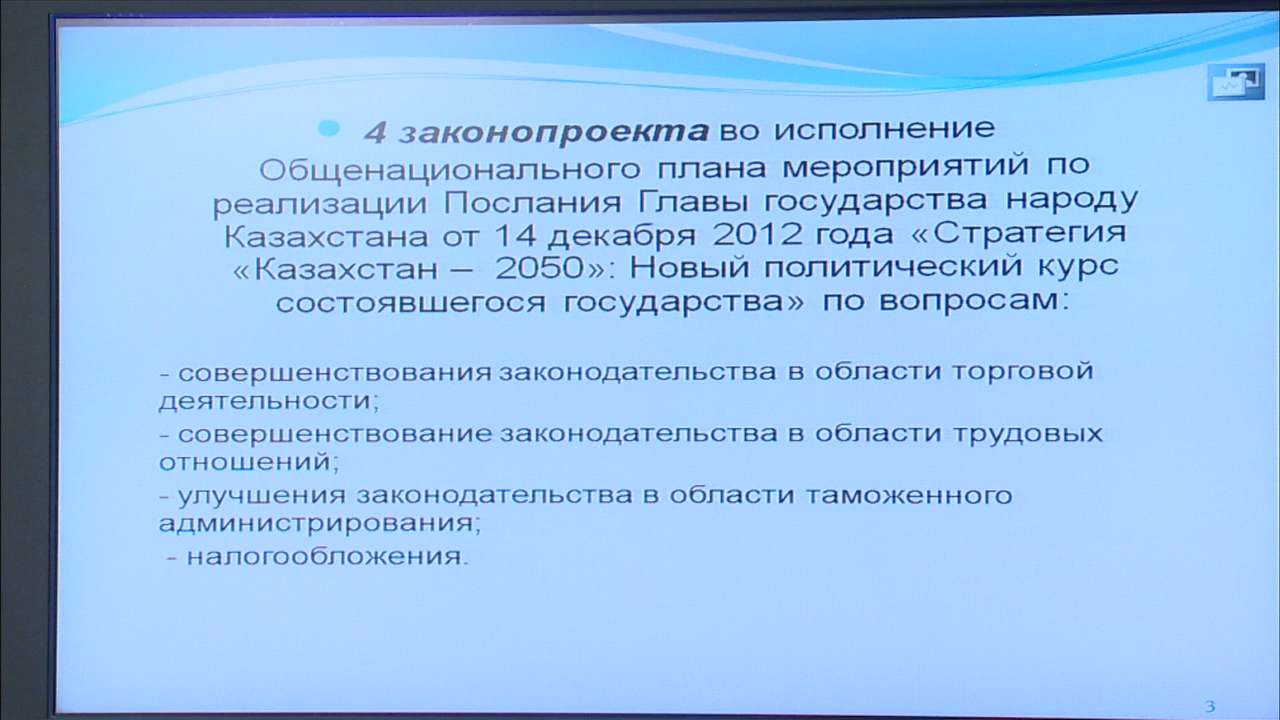 4 законопроекта во исполнение
Общенационального плана мероприятий по
реализации Послания Главы государства народу
Казахстана от 14 декабря 2012 года «Стратегия
«Казахстан – 2050»: Новый политический курс
состоявшегося государства» по вопросам:
- совершенствования законодательства в области торговой
деятельности;
- совершенствование законодательства в области трудовых
отношений;
- улучшения законодательства в области таможенного
администрирования;
- налогообложения.
3